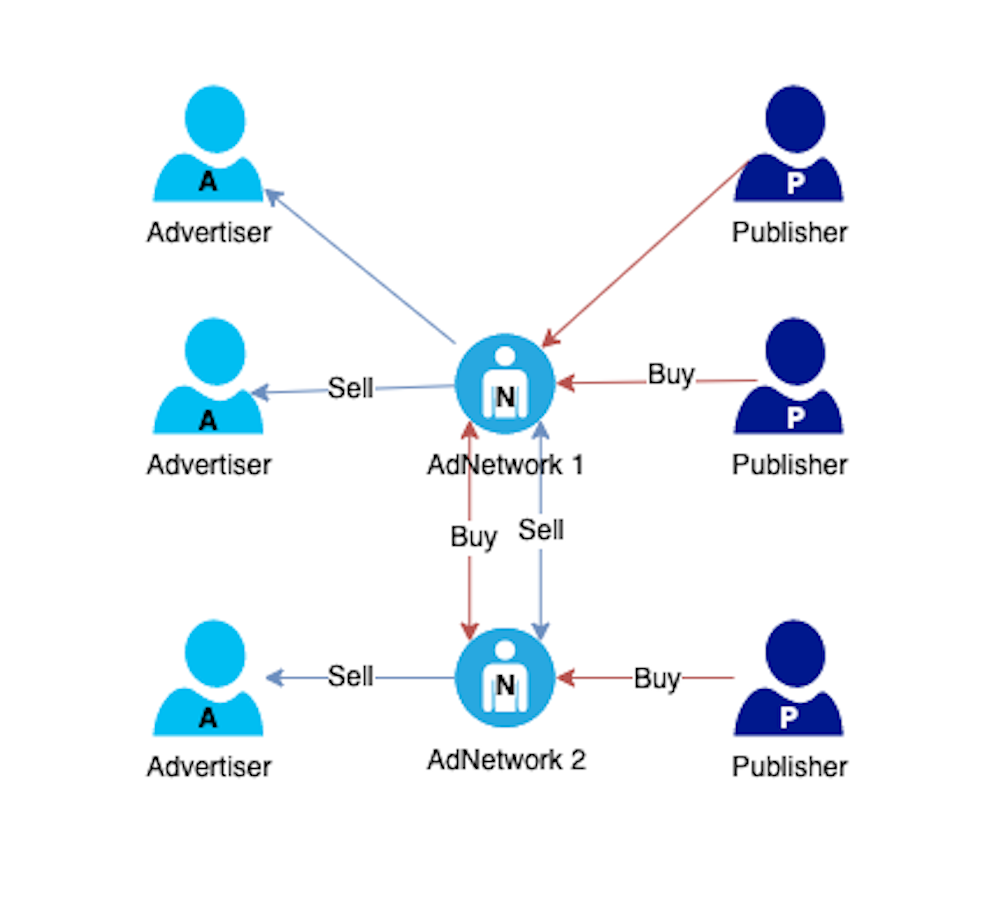 A
P
Advertiser
Publisher
Sell
N
Buy
A
P
Advertiser
AdNetwork 1
Publisher
Buy
Sell
Sell
N
Buy
A
P
Advertiser
AdNetwork 2
Publisher